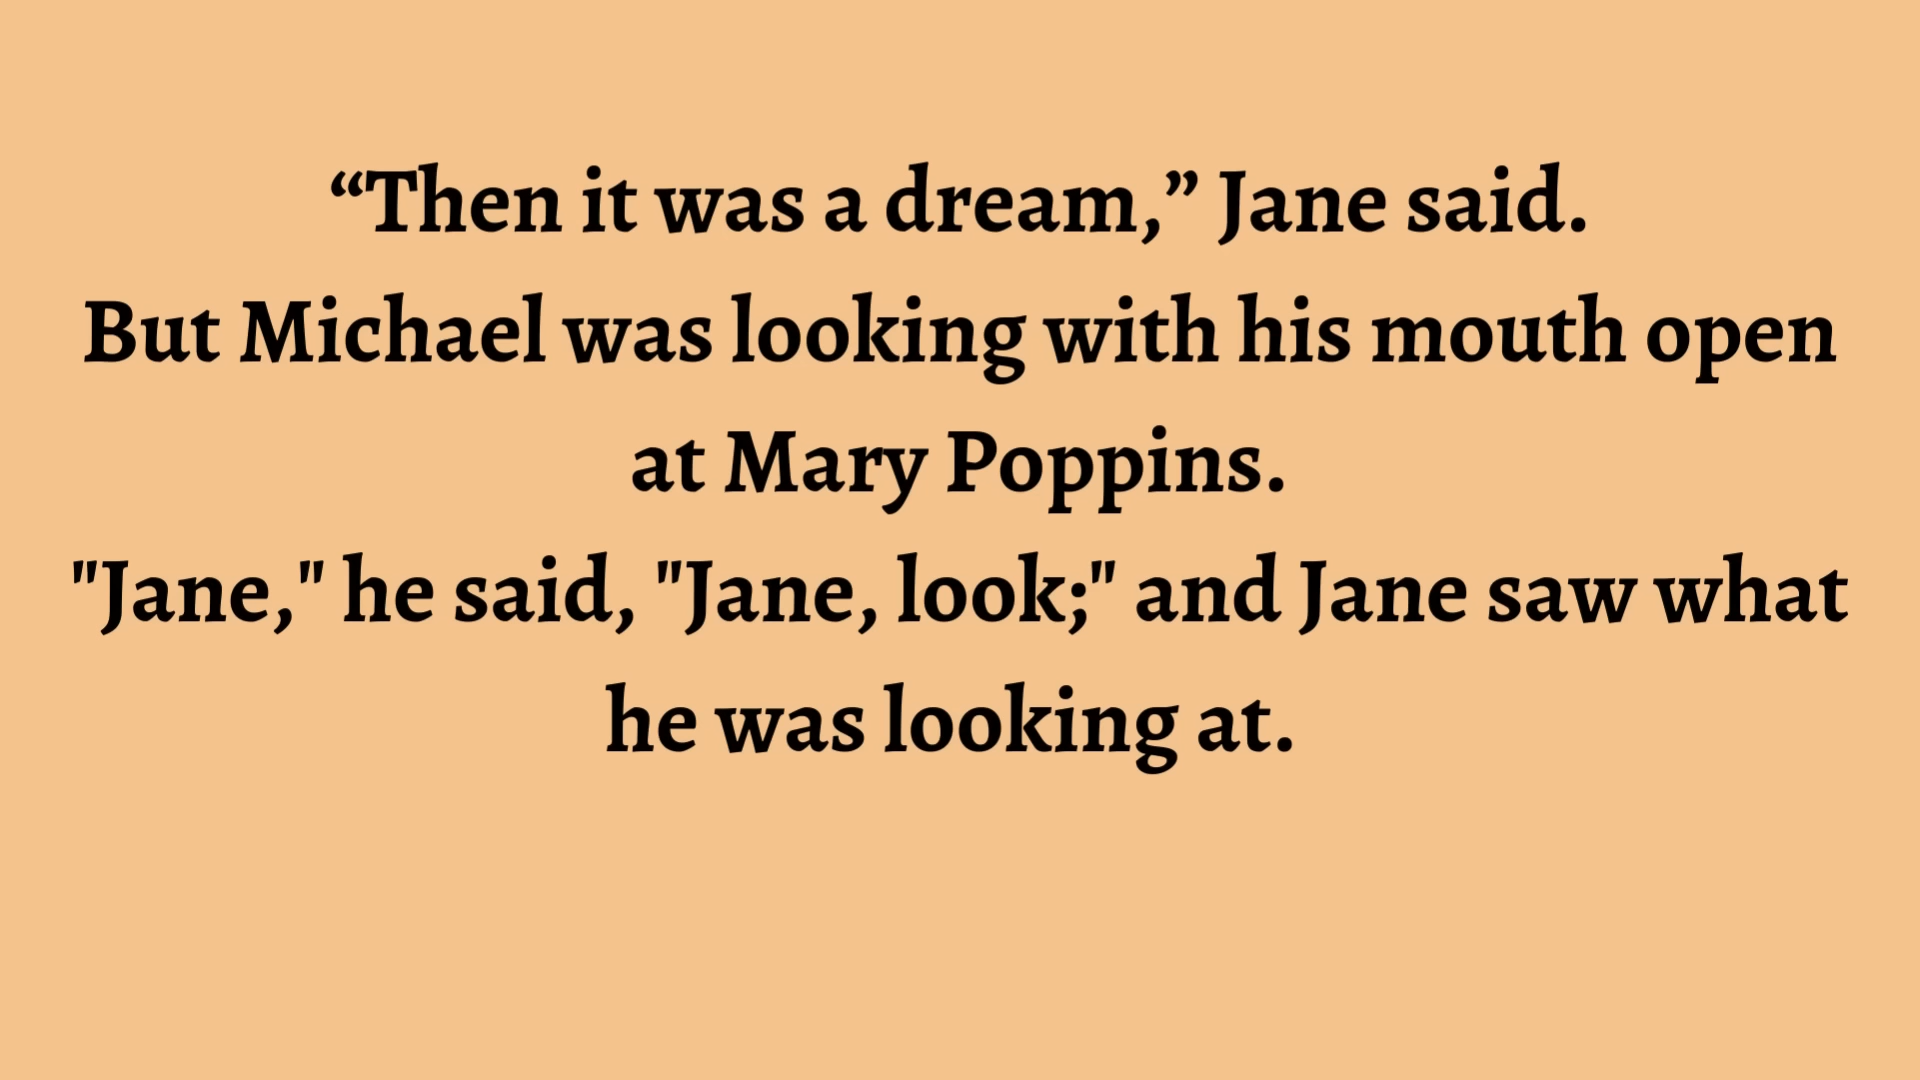 “Then it was a dream,” Jane said.
But Michael was looking with his mouth open
at Mary Poppins.
"Jane," he said, "Jane, look;" and Jane saw what
he was looking at.